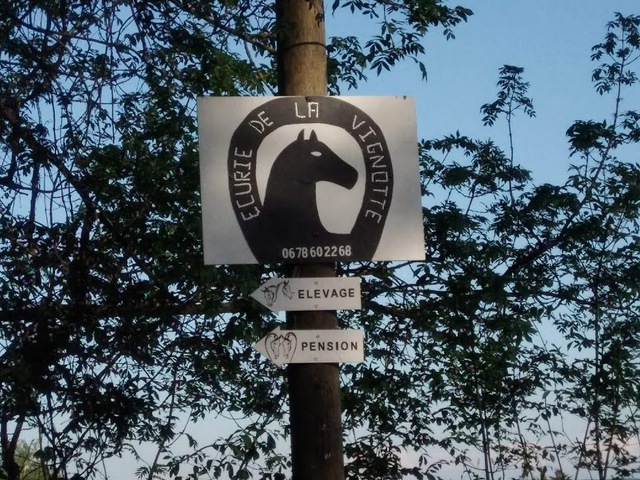 ECURIE DE LA VIGNOTTE
0678602268
ELEVAGE
PENSION